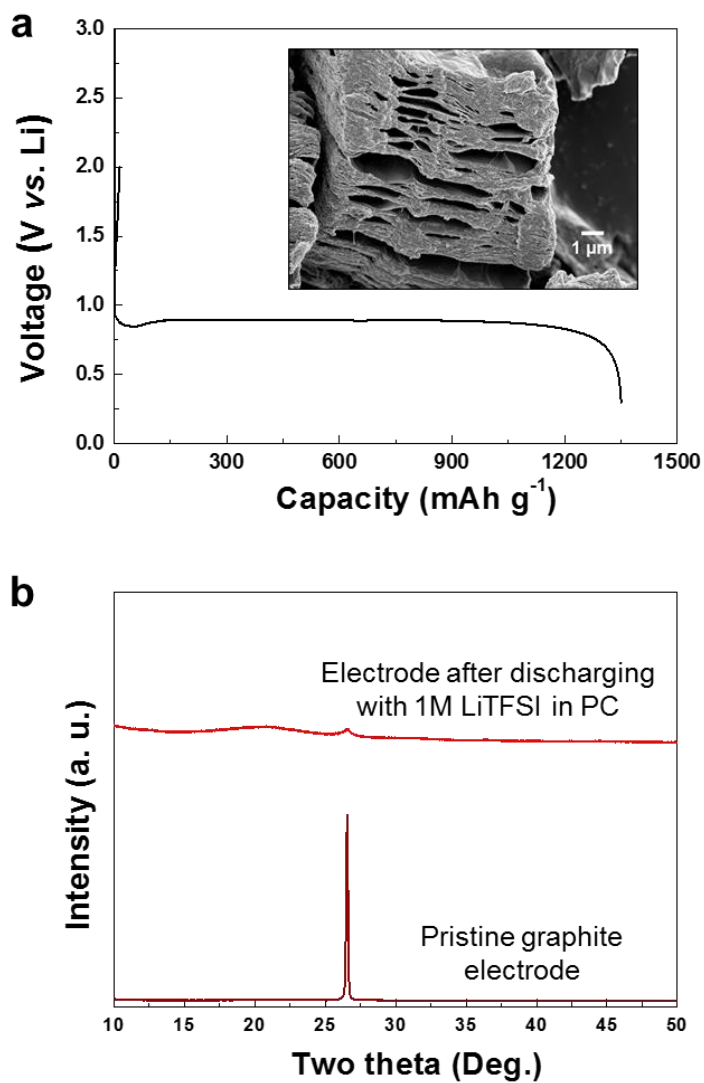 a
3.0
2.5
2.0
1.5
1.0
0.5
0.0
Voltage (V vs. Li)
1 µm
0 300 600 900 1200 1500
Capacity (mAh g⁻¹)
b
Intensity (a. u.)
Electrode after discharging
with 1M LiTFSI in PC
Pristine graphite
electrode
10 15 20 25 30 35 40 45 50
Two theta (Deg.)